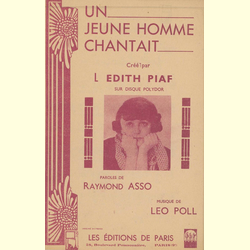 UN
JEUNE HOMME
CHANTAIT
Créé par
EDITH PIAF
SUR DISQUE POLYDOR
PAROLES DE
RAYMOND ASSO
MUSIQUE DE
LEO POLL
LES ÉDITIONS DE PARIS